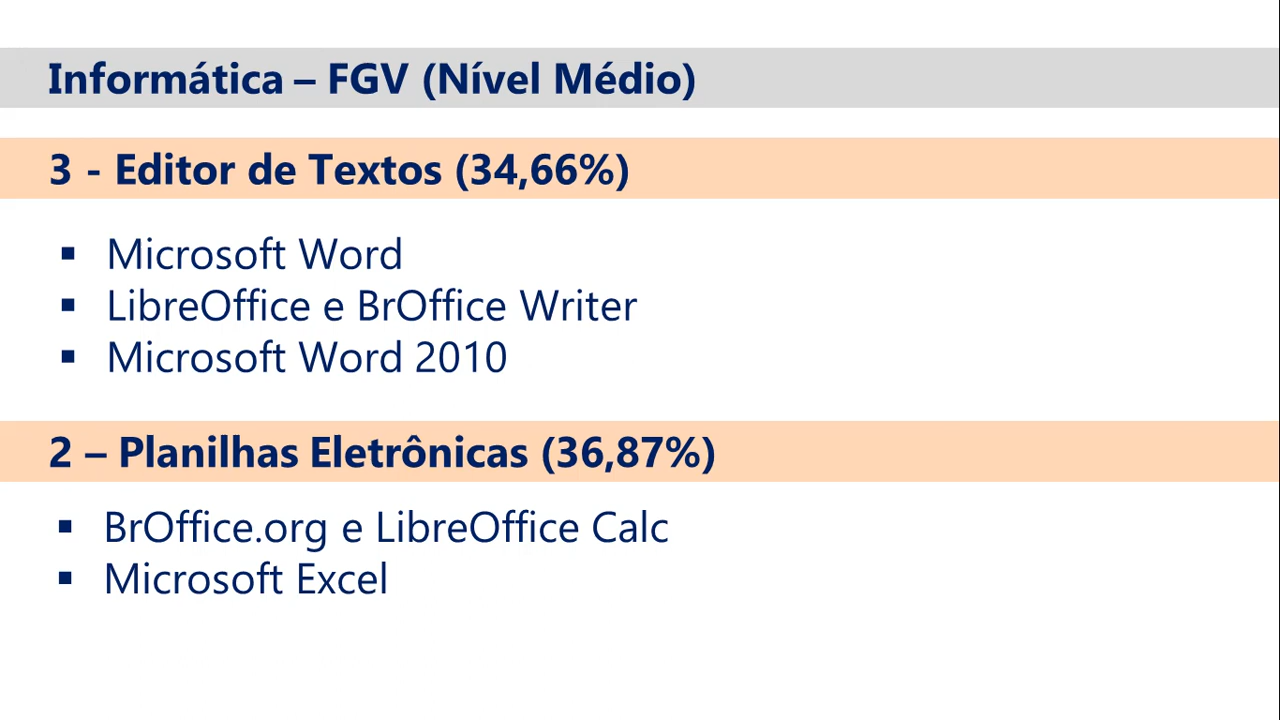 Informática – FGV (Nível Médio)
3 - Editor de Textos (34,66%)
▪ Microsoft Word
▪ LibreOffice e BrOffice Writer
▪ Microsoft Word 2010
2 – Planilhas Eletrônicas (36,87%)
▪ BrOffice.org e LibreOffice Calc
▪ Microsoft Excel